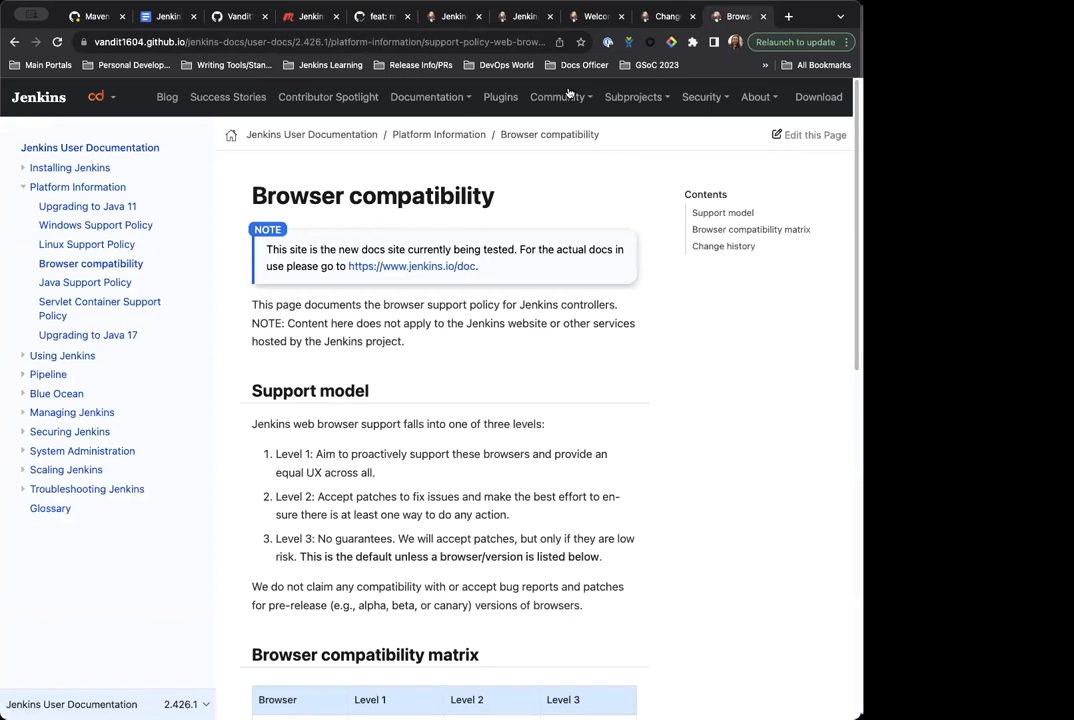 Maven
Jenkin
Vandit
Jenkin
feat: m
Jenkin
Jenkin
Welcor
Chang
Brows
vandit1604.github.io/jenkins-docs/user-docs/2.426.1/platform-information/support-policy-web-brow...
Relaunch to update
Main Portals
Personal Develop...
Writing Tools/Stan...
Jenkins Learning
Release Info/PRs
DevOps World
Docs Officer
GSoC 2023
»
All Bookmarks
Jenkins
cd
Blog
Success Stories
Contributor Spotlight
Documentation
Plugins
Community
Subprojects
Security
About
Download
Jenkins User Documentation / Platform Information / Browser compatibility
Edit this Page
Jenkins User Documentation
Installing Jenkins
Platform Information
Upgrading to Java 11
Windows Support Policy
Linux Support Policy
Browser compatibility
Java Support Policy
Servlet Container Support
Policy
Upgrading to Java 17
Using Jenkins
Pipeline
Blue Ocean
Managing Jenkins
Securing Jenkins
System Administration
Scaling Jenkins
Troubleshooting Jenkins
Glossary
Jenkins User Documentation
2.426.1
Browser compatibility
NOTE
This site is the new docs site currently being tested. For the actual docs in
use please go to https://www.jenkins.io/doc.
This page documents the browser support policy for Jenkins controllers.
NOTE: Content here does not apply to the Jenkins website or other services
hosted by the Jenkins project.
Support model
Jenkins web browser support falls into one of three levels:
1. Level 1: Aim to proactively support these browsers and provide an
equal UX across all.
2. Level 2: Accept patches to fix issues and make the best effort to en-
sure there is at least one way to do any action.
3. Level 3: No guarantees. We will accept patches, but only if they are low
risk. This is the default unless a browser/version is listed below.
We do not claim any compatibility with or accept bug reports and patches
for pre-release (e.g., alpha, beta, or canary) versions of browsers.
Browser compatibility matrix
Browser
Level 1
Level 2
Level 3
Contents
Support model
Browser compatibility matrix
Change history